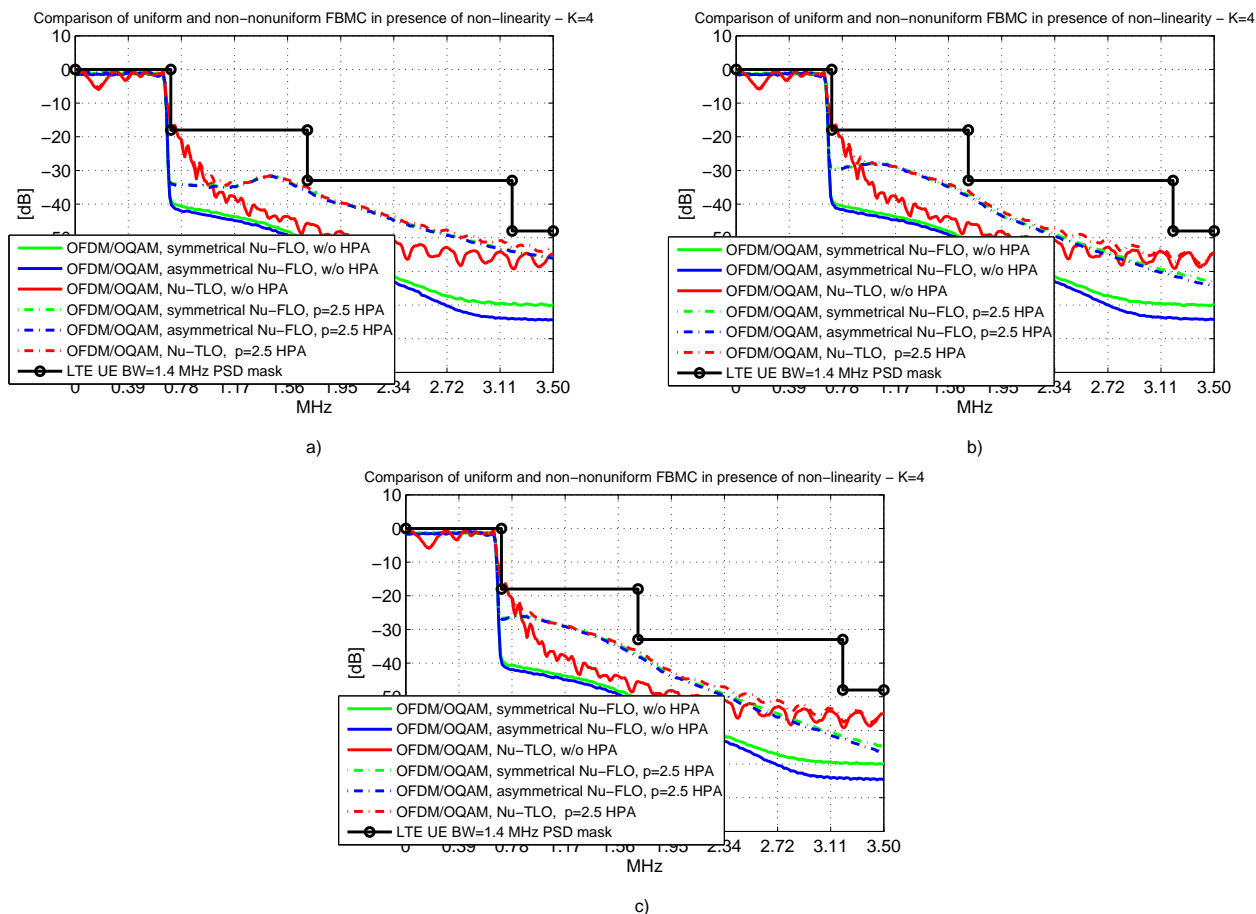 Comparison of uniform and non-nonuniform FBMC in presence of non-linearity − K=4
10
0
−10
−20
−30
−40
[dB]
OFDM/OQAM, symmetrical Nu−FLO, w/o HPA
OFDM/OQAM, asymmetrical Nu−FLO, w/o HPA
OFDM/OQAM, Nu−TLO, w/o HPA
OFDM/OQAM, symmetrical Nu−FLO, p=2.5 HPA
OFDM/OQAM, asymmetrical Nu−FLO, p=2.5 HPA
OFDM/OQAM, Nu−TLO, p=2.5 HPA
LTE UE BW=1.4 MHz PSD mask
0 0.39 0.78 1.17 1.56 1.95 2.34 2.72 3.11 3.50
MHz
a)
Comparison of uniform and non-nonuniform FBMC in presence of non-linearity − K=4
10
0
−10
−20
−30
−40
[dB]
OFDM/OQAM, symmetrical Nu−FLO, w/o HPA
OFDM/OQAM, asymmetrical Nu−FLO, w/o HPA
OFDM/OQAM, Nu−TLO, w/o HPA
OFDM/OQAM, symmetrical Nu−FLO, p=2.5 HPA
OFDM/OQAM, asymmetrical Nu−FLO, p=2.5 HPA
OFDM/OQAM, Nu−TLO, p=2.5 HPA
LTE UE BW=1.4 MHz PSD mask
0 0.39 0.78 1.17 1.56 1.95 2.34 2.72 3.11 3.50
MHz
b)
Comparison of uniform and non-nonuniform FBMC in presence of non-linearity − K=4
10
0
−10
−20
−30
−40
[dB]
OFDM/OQAM, symmetrical Nu−FLO, w/o HPA
OFDM/OQAM, asymmetrical Nu−FLO, w/o HPA
OFDM/OQAM, Nu−TLO, w/o HPA
OFDM/OQAM, symmetrical Nu−FLO, p=2.5 HPA
OFDM/OQAM, asymmetrical Nu−FLO, p=2.5 HPA
OFDM/OQAM, Nu−TLO, p=2.5 HPA
LTE UE BW=1.4 MHz PSD mask
0 0.39 0.78 1.17 1.56 1.95 2.34 2.72 3.11 3.50
MHz
c)